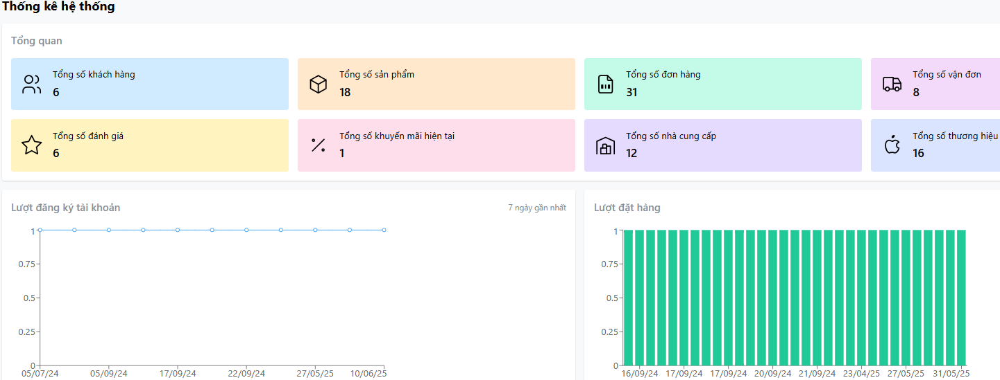 Thống kê hệ thống
Tổng quan
Tổng số khách hàng
6
Tổng số sản phẩm
18
Tổng số đơn hàng
31
Tổng số vận đơn
8
Tổng số đánh giá
6
Tổng số khuyến mãi hiện tại
1
Tổng số nhà cung cấp
12
Tổng số thương hiệu
16
Lượt đăng ký tài khoản
7 ngày gần nhất
1
0.75
0.5
0.25
0
05/07/24 05/09/24 17/09/24 22/09/24 27/05/25 10/06/25
Lượt đặt hàng
1
0.75
0.5
0.25
0
16/09/24 17/09/24 17/09/24 20/09/24 21/09/24 23/04/25 27/05/25 31/05/25